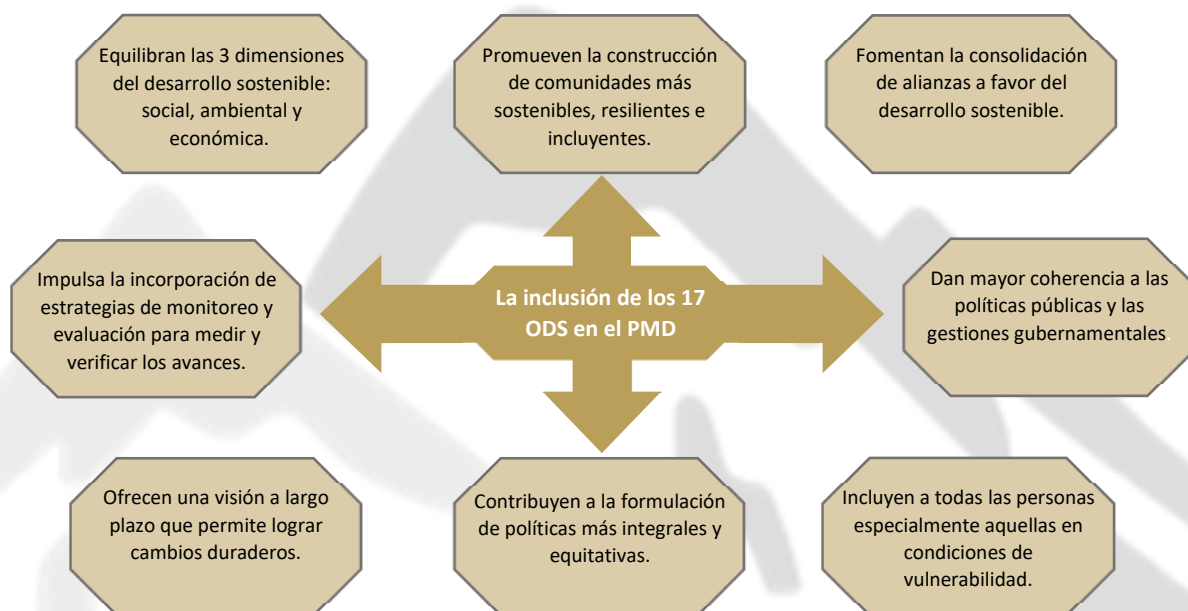 Equilibran las 3 dimensiones
del desarrollo sostenible:
social, ambiental y
económica.
Promueven la construcción
de comunidades más
sostenibles, resilientes e
incluyentes.
Fomentan la consolidación
de alianzas a favor del
desarrollo sostenible.
Impulsa la incorporación de
estrategias de monitoreo y
evaluación para medir y
verificar los avances.
La inclusión de los 17
ODS en el PMD
Dan mayor coherencia a las
políticas públicas y las
gestiones gubernamentales.
Ofrecen una visión a largo
plazo que permite lograr
cambios duraderos.
Contribuyen a la formulación
de políticas más integrales y
equitativas.
Incluyen a todas las personas
especialmente aquellas en
condiciones de
vulnerabilidad.